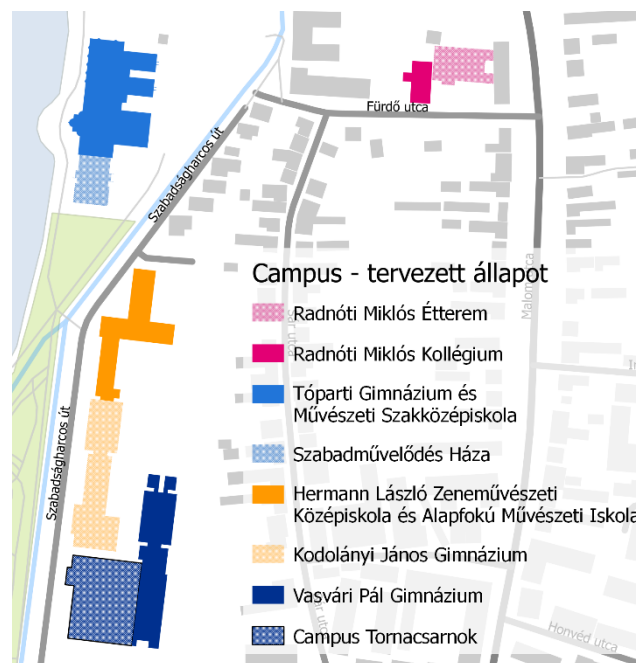 Fürdő utca
Szabadságharcos út
Campus - tervezett állapot
Radnóti Miklós Étterem
Radnóti Miklós Kollégium
Tóparti Gimnázium és
Művészeti Szakközépiskola
Szabadművelődés Háza
Hermann László Zeneművészeti
Középiskola és Alapfokú Művészeti Iskola
Kodolányi János Gimnázium
Vasvári Pál Gimnázium
Campus Tornacsarnok
Szabadságharcos út
Malom utca
Sár utca
Honvéd utca